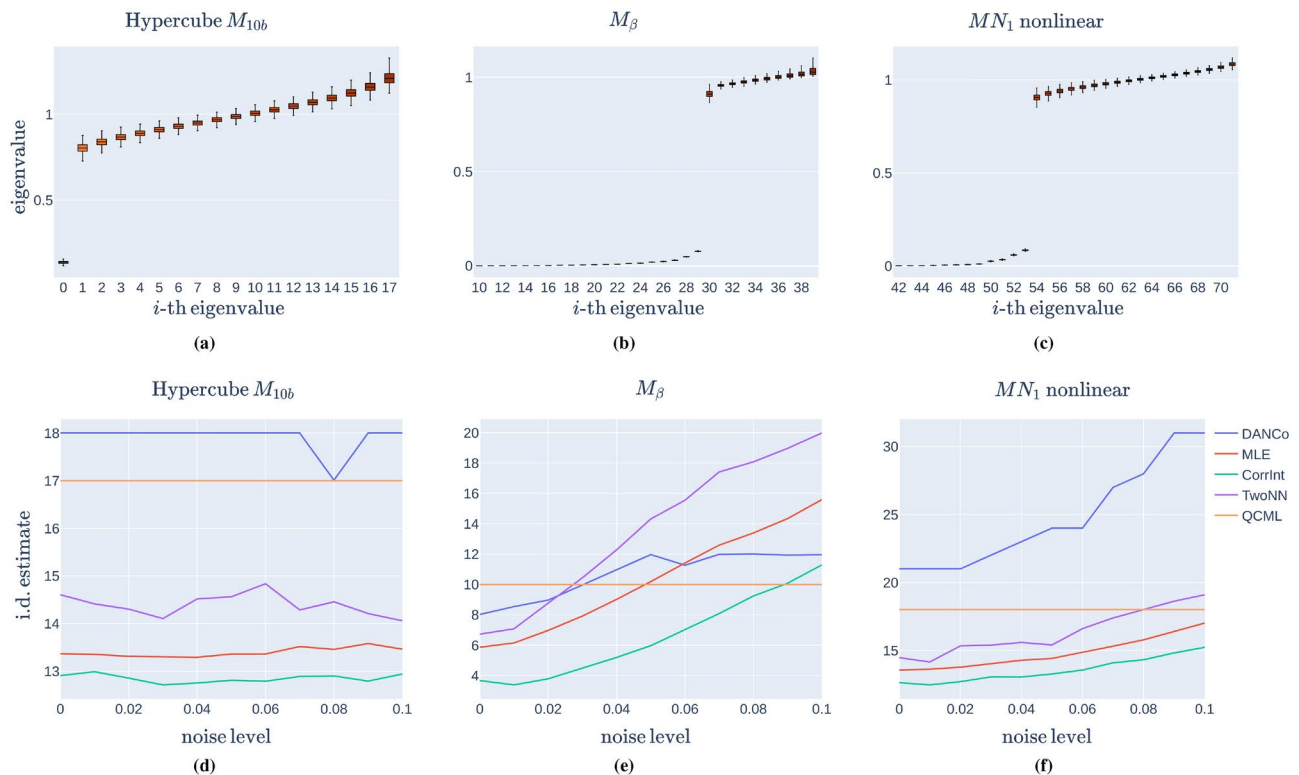 Hypercube M10b
Mβ
MN1 nonlinear
eigenvalue
1
0.5
0 1 2 3 4 5 6 7 8 9 10 11 12 13 14 15 16 17
i-th eigenvalue
(a)
1
0.5
0
10 12 14 16 18 20 22 24 26 28 30 32 34 36 38
i-th eigenvalue
(b)
1
0.5
0
42 44 46 48 50 52 54 56 58 60 62 64 66 68 70
i-th eigenvalue
(c)
Hypercube M10b
Mβ
MN1 nonlinear
i.d. estimate
18
17
16
15
14
13
0 0.02 0.04 0.06 0.08 0.1
noise level
(d)
20
18
16
14
12
10
8
6
4
0 0.02 0.04 0.06 0.08 0.1
noise level
(e)
30
25
20
15
0 0.02 0.04 0.06 0.08 0.1
noise level
(f)
DANCo
MLE
CorrInt
TwoNN
QCML